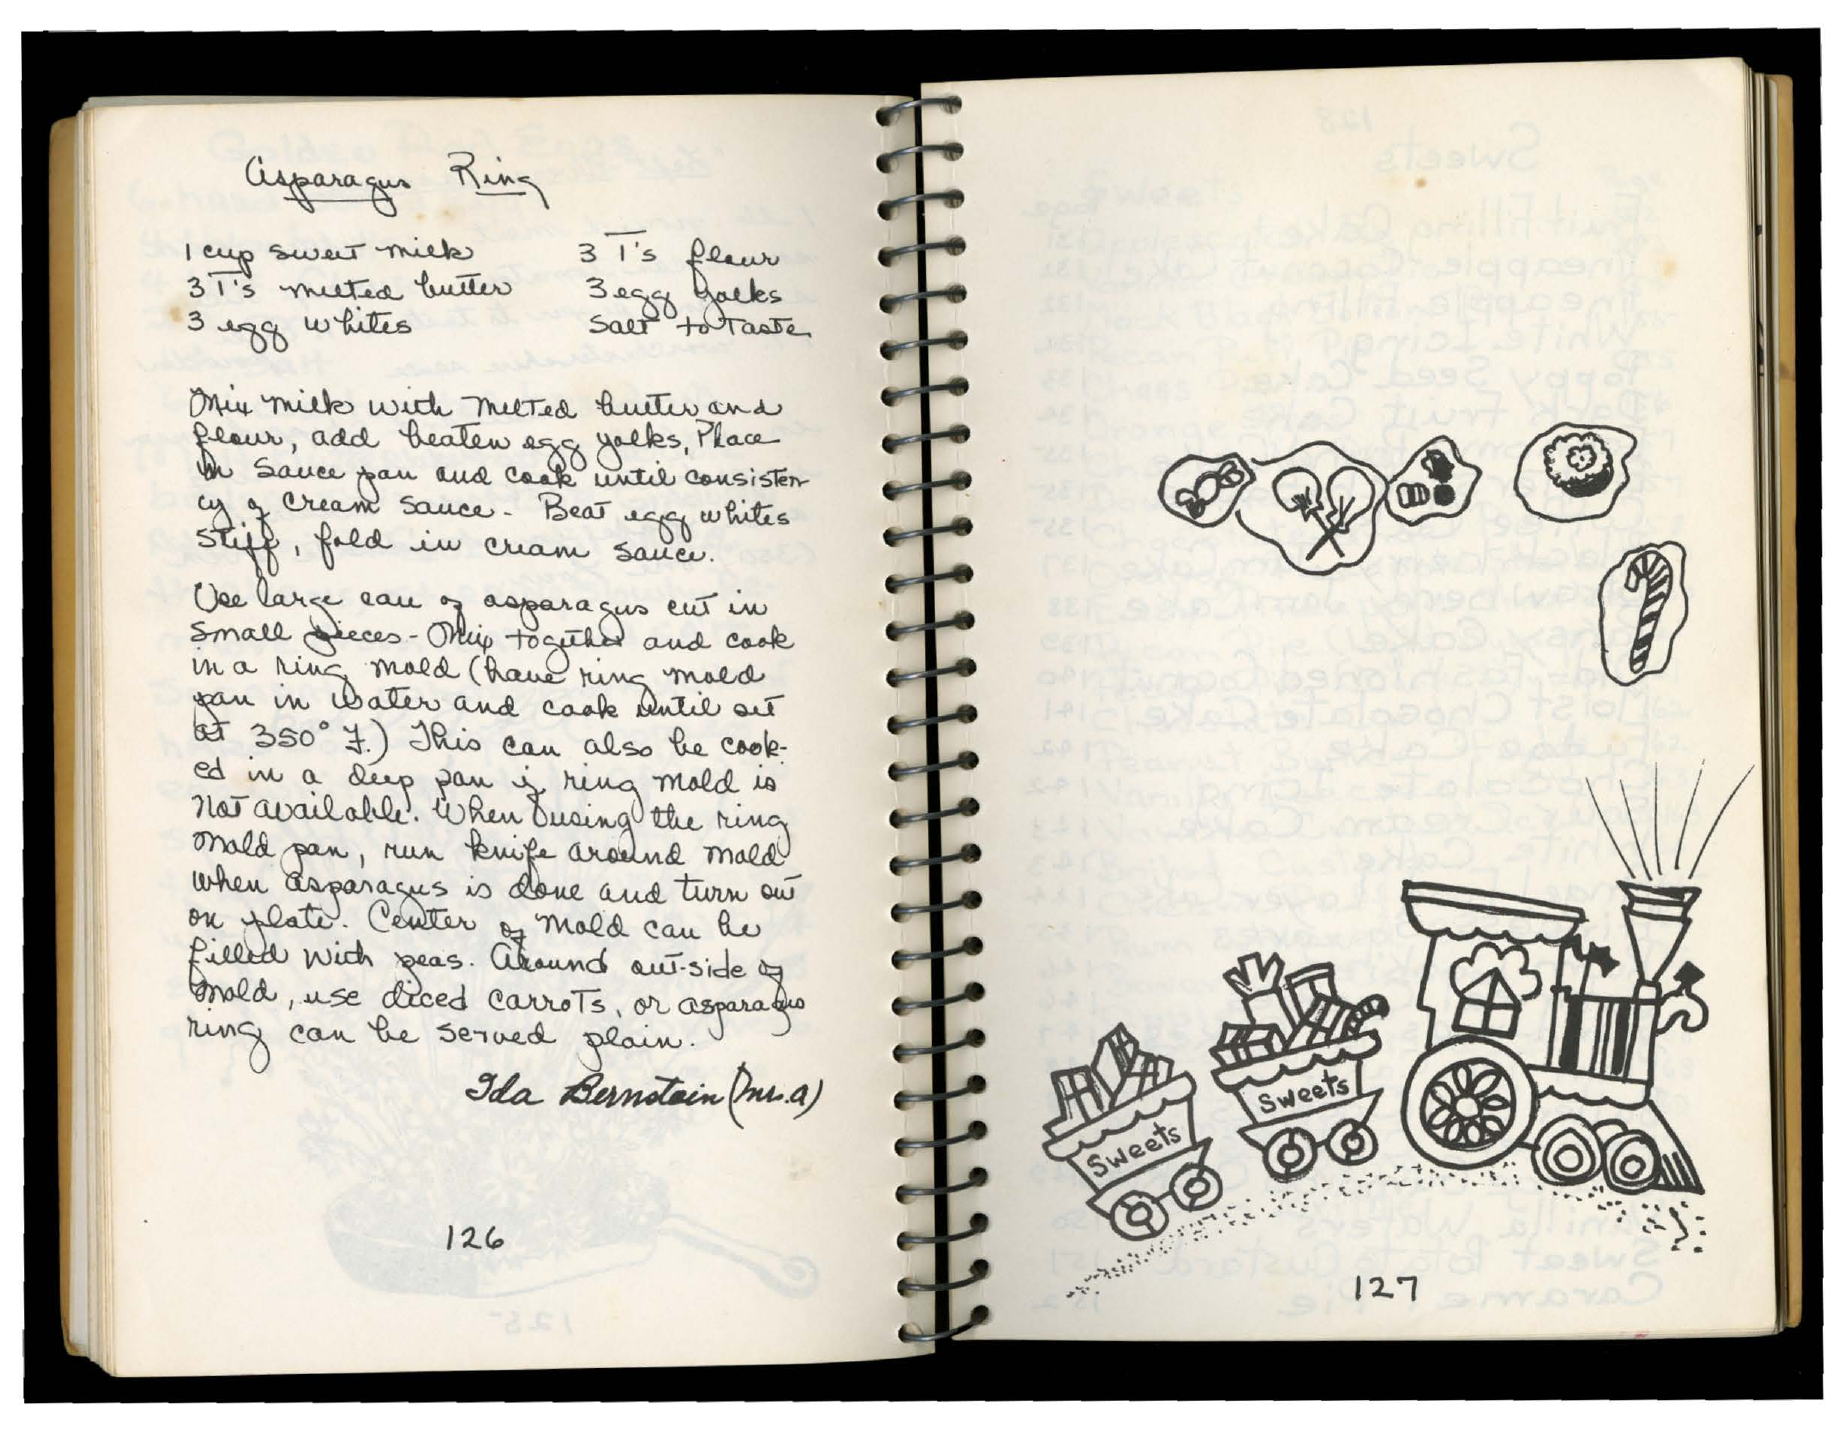 Asparagus Ring
1 cup sweet milk 3 T's flour
3 T's melted butter 3 egg yolks
3 egg whites Salt to Taste
Mix milk with melted butter and
flour, add beaten egg yolks, Place
in sauce pan and cook until consisten-
cy of cream sauce - Beat egg whites
stiff, fold in cream sauce.
Use large can of asparagus cut in
small pieces - Mix together and cook
in a ring mold (have ring mold
pan in water and cook until set
at 350° F.) This can also be cook-
ed in a deep pan if ring mold is
not available. When using the ring
mold pan, run knife around mold
when asparagus is done and turn out
on plate. Center of mold can be
filled with peas. Around out-side of
mold, use diced carrots, or asparagus
ring can be served plain.
Ida Bernstein (Mrs. A)
126
Sweets
Sweets
127